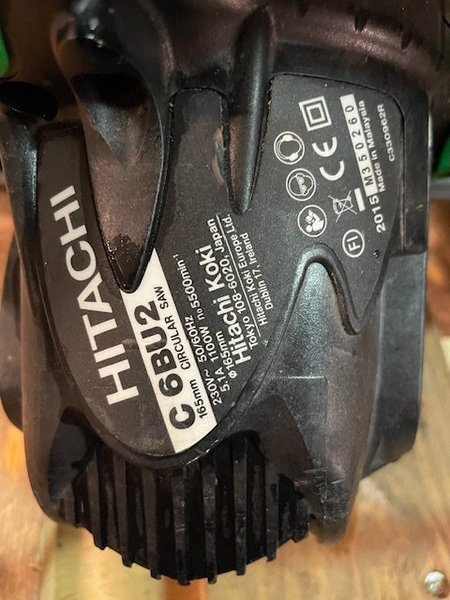 HITACHI
C 6BU2
165mm CIRCULAR SAW
230V~ 50/60Hz no 5500min-1
5.1A 1100W
ø165mm
Hitachi Koki
Tokyo 108-6020, Japan
Hitachi Koki Europe Ltd.
Dublin 17, Ireland
CE
FI
2015 M350260
Made in Malaysia
C330962R